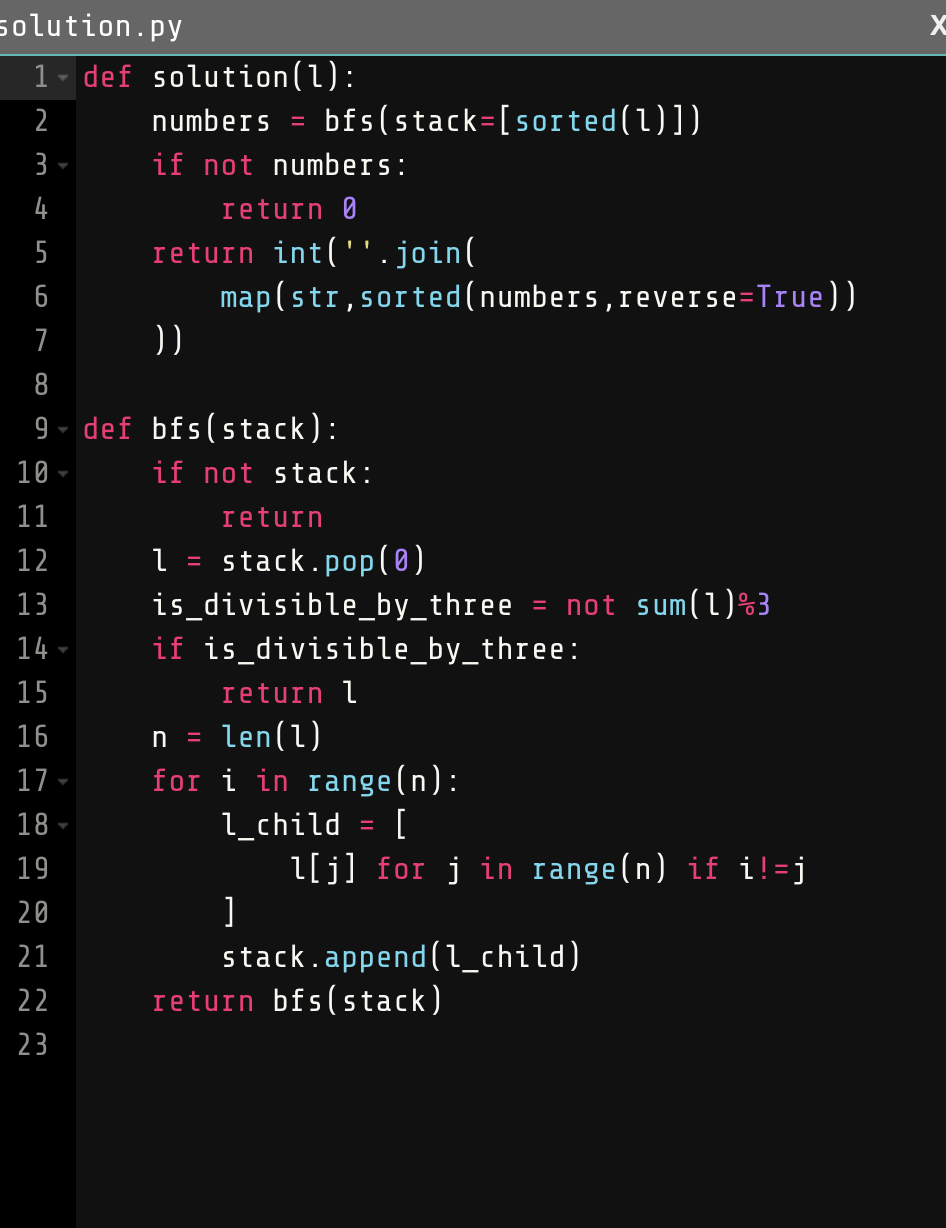 solution.py X
1 def solution(l):
2     numbers = bfs(stack=[sorted(l)])
3     if not numbers:
4         return 0
5     return int(''.join(
6         map(str,sorted(numbers,reverse=True))
7     ))
8
9 def bfs(stack):
10     if not stack:
11         return
12     l = stack.pop(0)
13     is_divisible_by_three = not sum(l)%3
14     if is_divisible_by_three:
15         return l
16     n = len(l)
17     for i in range(n):
18         l_child = [
19             l[j] for j in range(n) if i!=j
20         ]
21         stack.append(l_child)
22     return bfs(stack)
23